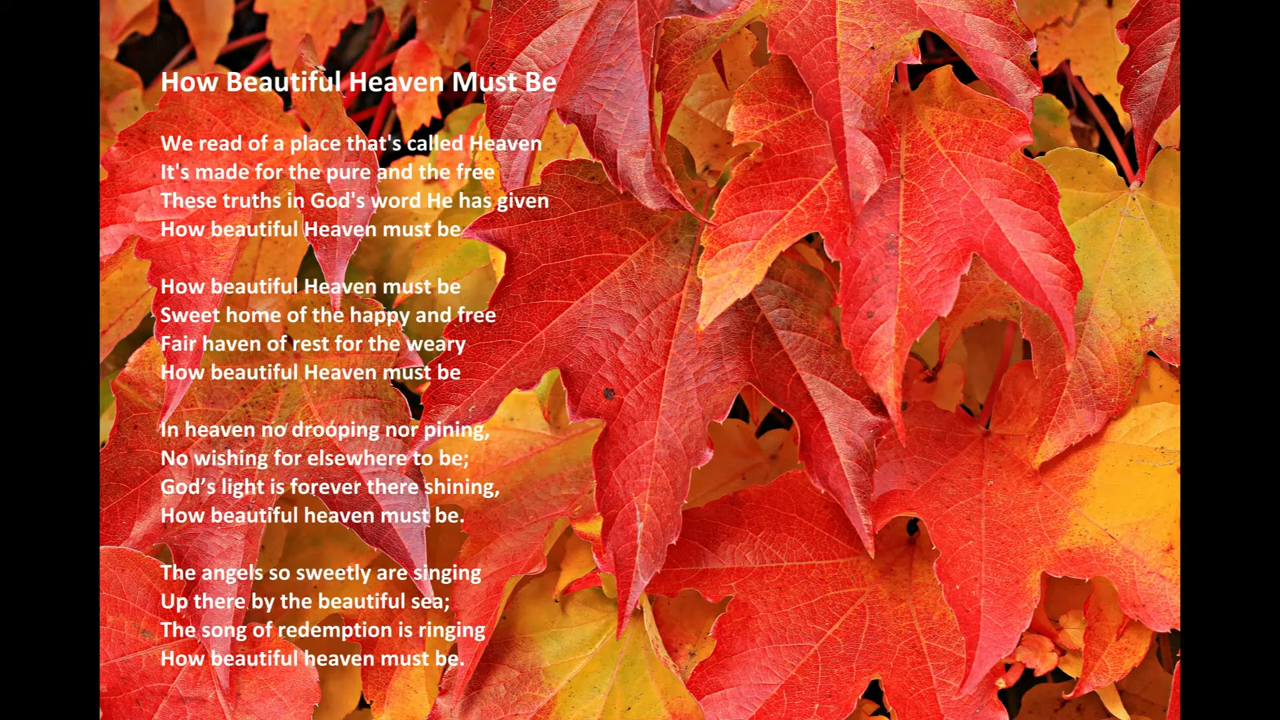 How Beautiful Heaven Must Be
We read of a place that's called Heaven
It's made for the pure and the free
These truths in God's word He has given
How beautiful Heaven must be
How beautiful Heaven must be
Sweet home of the happy and free
Fair haven of rest for the weary
How beautiful Heaven must be
In heaven no drooping nor pining,
No wishing for elsewhere to be;
God’s light is forever there shining,
How beautiful heaven must be.
The angels so sweetly are singing
Up there by the beautiful sea;
The song of redemption is ringing
How beautiful heaven must be.